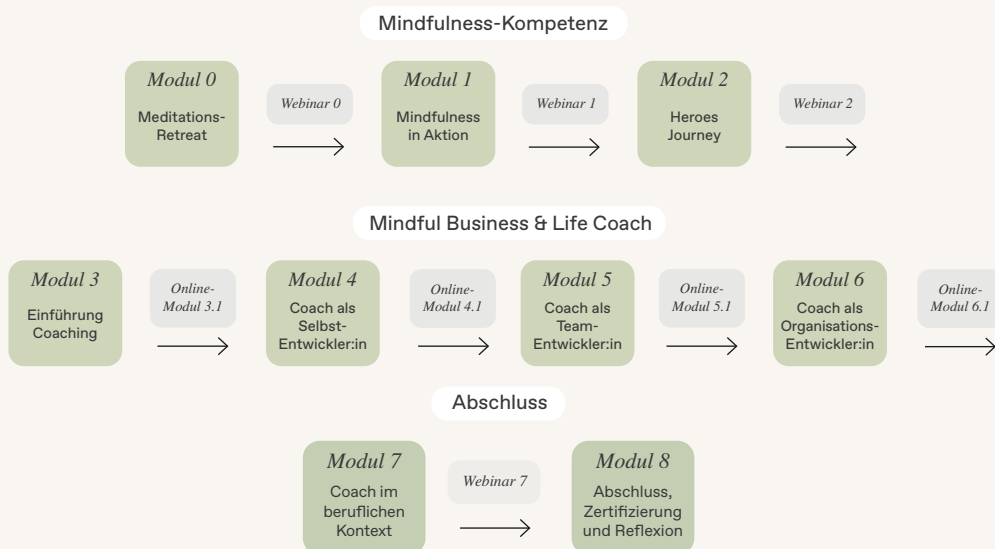 Mindfulness-Kompetenz
Modul 0
Meditations-
Retreat
Webinar 0
Modul 1
Mindfulness
in Aktion
Webinar 1
Modul 2
Heroes
Journey
Webinar 2
Mindful Business & Life Coach
Modul 3
Einführung
Coaching
Online-
Modul 3.1
Modul 4
Coach als
Selbst-
Entwickler:in
Online-
Modul 4.1
Modul 5
Coach als
Team-
Entwickler:in
Online-
Modul 5.1
Modul 6
Coach als
Organisations-
Entwickler:in
Online-
Modul 6.1
Abschluss
Modul 7
Coach im
beruflichen
Kontext
Webinar 7
Modul 8
Abschluss,
Zertifizierung
und Reflexion